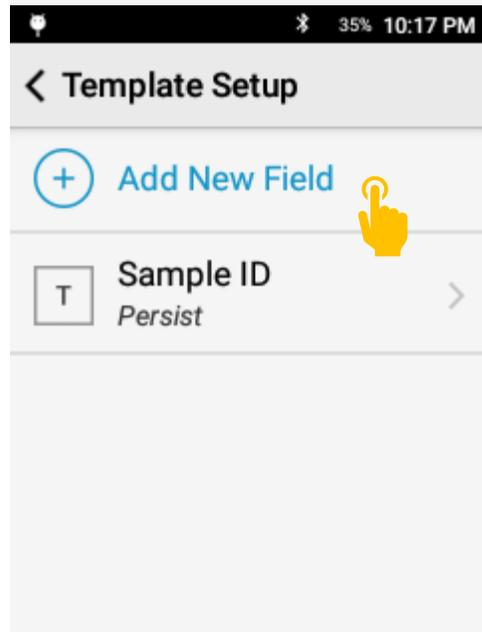 35% 10:17 PM
Template Setup
Add New Field
T
Sample ID
Persist